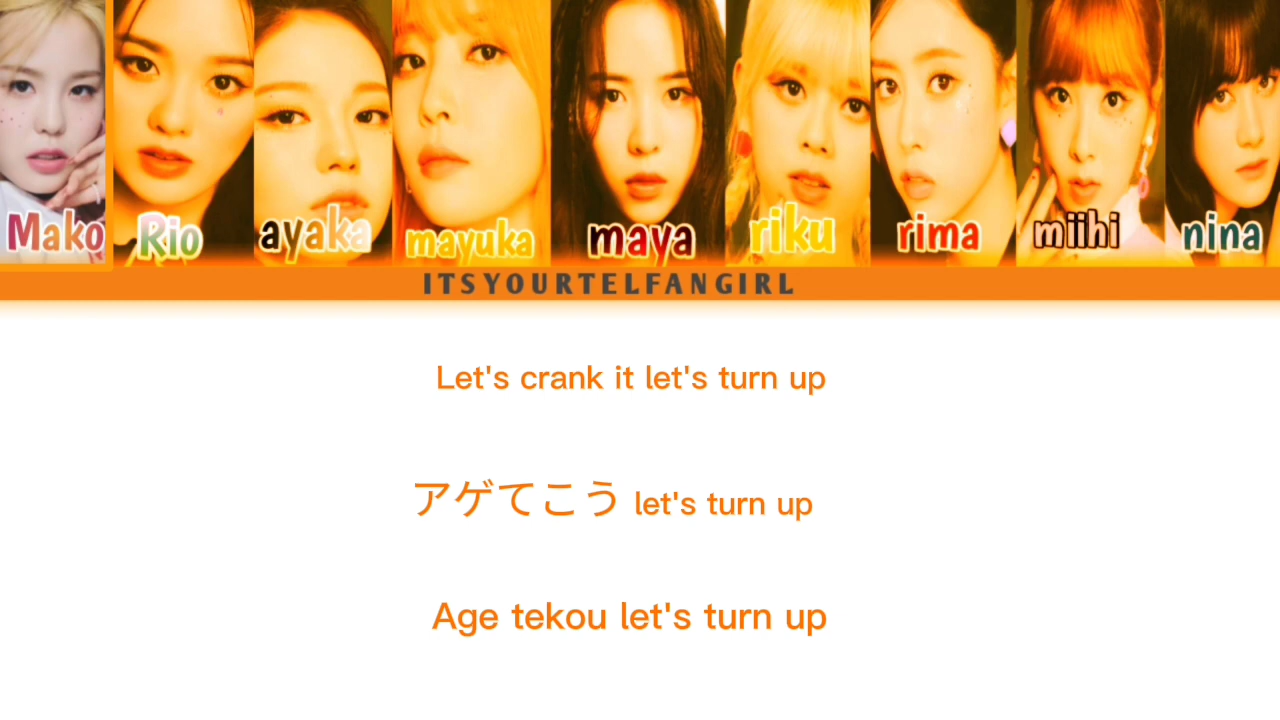 Mako Rio ayaka mayuka maya riku rima miihi nina
ITSYOURTELFANGIRL
Let's crank it let's turn up
アゲてこう let's turn up
Age tekou let's turn up